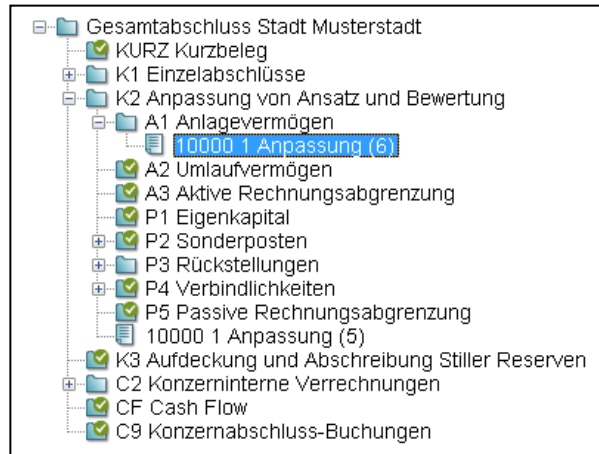 Gesamtabschluss Stadt Musterstadt
KURZ Kurzbeleg
K1 Einzelabschlüsse
K2 Anpassung von Ansatz und Bewertung
A1 Anlagevermögen
10000 1 Anpassung (6)
A2 Umlaufvermögen
A3 Aktive Rechnungsabgrenzung
P1 Eigenkapital
P2 Sonderposten
P3 Rückstellungen
P4 Verbindlichkeiten
P5 Passive Rechnungsabgrenzung
10000 1 Anpassung (5)
K3 Aufdeckung und Abschreibung Stiller Reserven
C2 Konzerninterne Verrechnungen
CF Cash Flow
C9 Konzernabschluss-Buchungen